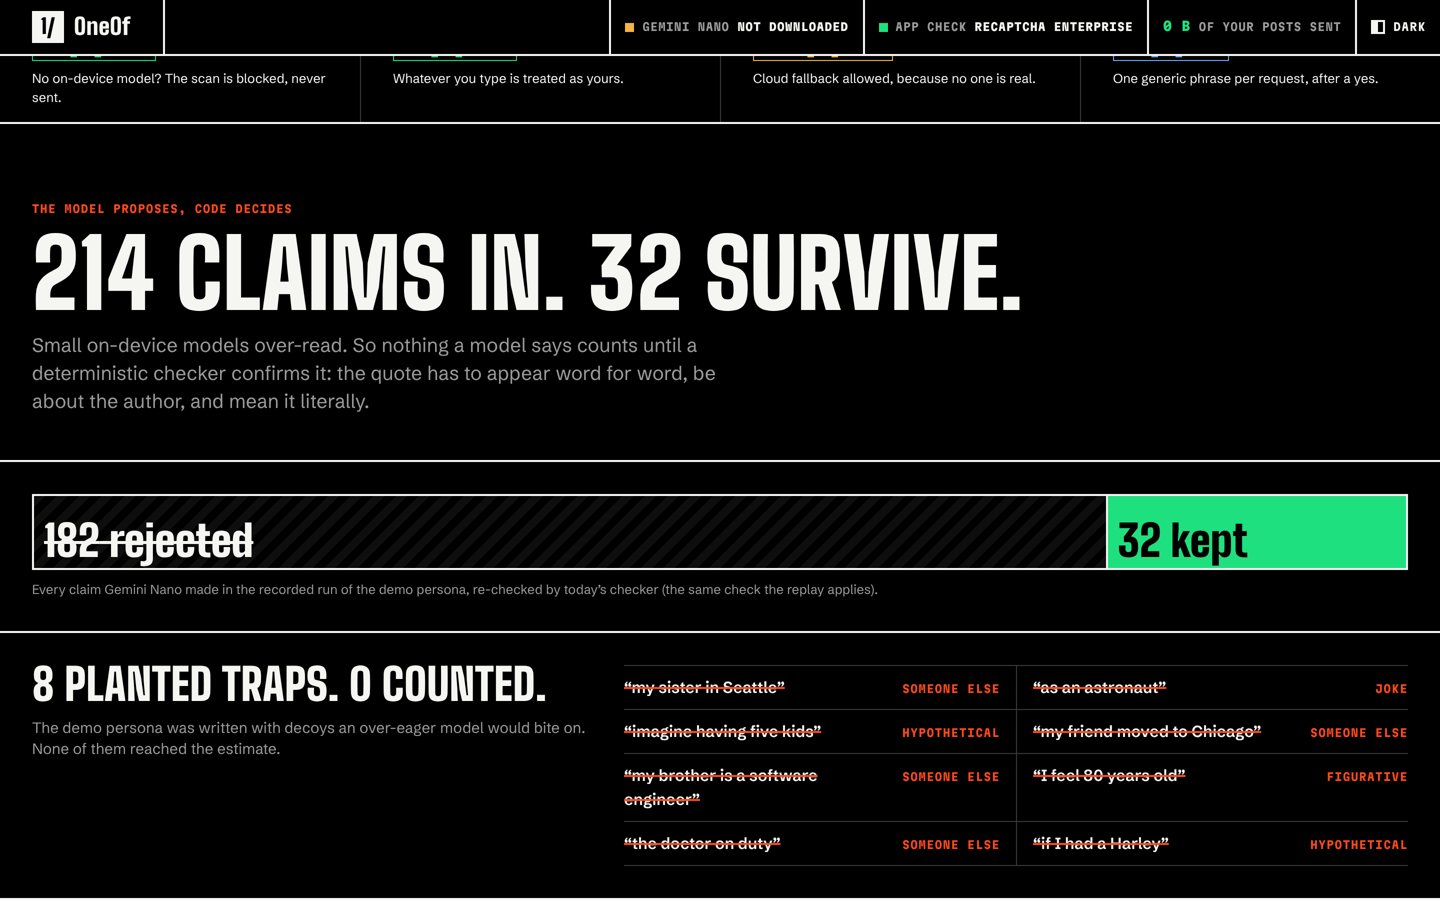 1/ OneOf
GEMINI NANO NOT DOWNLOADED
APP CHECK RECAPTCHA ENTERPRISE
0 B OF YOUR POSTS SENT
DARK
No on-device model? The scan is blocked, never
sent.
Whatever you type is treated as yours.
Cloud fallback allowed, because no one is real.
One generic phrase per request, after a yes.
THE MODEL PROPOSES, CODE DECIDES
214 CLAIMS IN. 32 SURVIVE.
Small on-device models over-read. So nothing a model says counts until a
deterministic checker confirms it: the quote has to appear word for word, be
about the author, and mean it literally.
182 rejected
32 kept
Every claim Gemini Nano made in the recorded run of the demo persona, re-checked by today’s checker (the same check the replay applies).
8 PLANTED TRAPS. 0 COUNTED.
The demo persona was written with decoys an over-eager model would bite on.
None of them reached the estimate.
“my sister in Seattle” SOMEONE ELSE
“as an astronaut” JOKE
“imagine having five kids” HYPOTHETICAL
“my friend moved to Chicago” SOMEONE ELSE
“my brother is a software
engineer” SOMEONE ELSE
“I feel 80 years old” FIGURATIVE
“the doctor on duty” SOMEONE ELSE
“if I had a Harley” HYPOTHETICAL